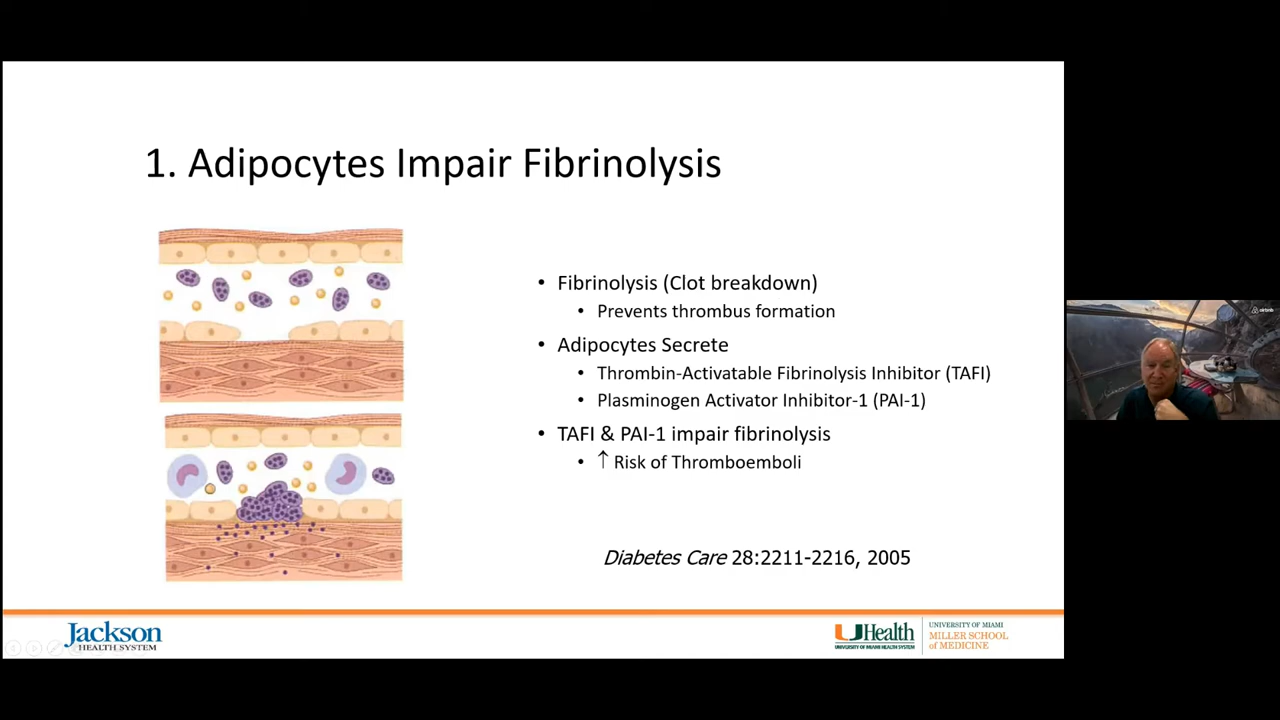 1. Adipocytes Impair Fibrinolysis
• Fibrinolysis (Clot breakdown)
• Prevents thrombus formation
• Adipocytes Secrete
• Thrombin-Activatable Fibrinolysis Inhibitor (TAFI)
• Plasminogen Activator Inhibitor-1 (PAI-1)
• TAFI & PAI-1 impair fibrinolysis
• ↑ Risk of Thromboemboli
Diabetes Care 28:2211-2216, 2005
airbnb
Jackson
HEALTH SYSTEM
UHealth
UNIVERSITY OF MIAMI HEALTH SYSTEM
UNIVERSITY OF MIAMI
MILLER SCHOOL
of MEDICINE